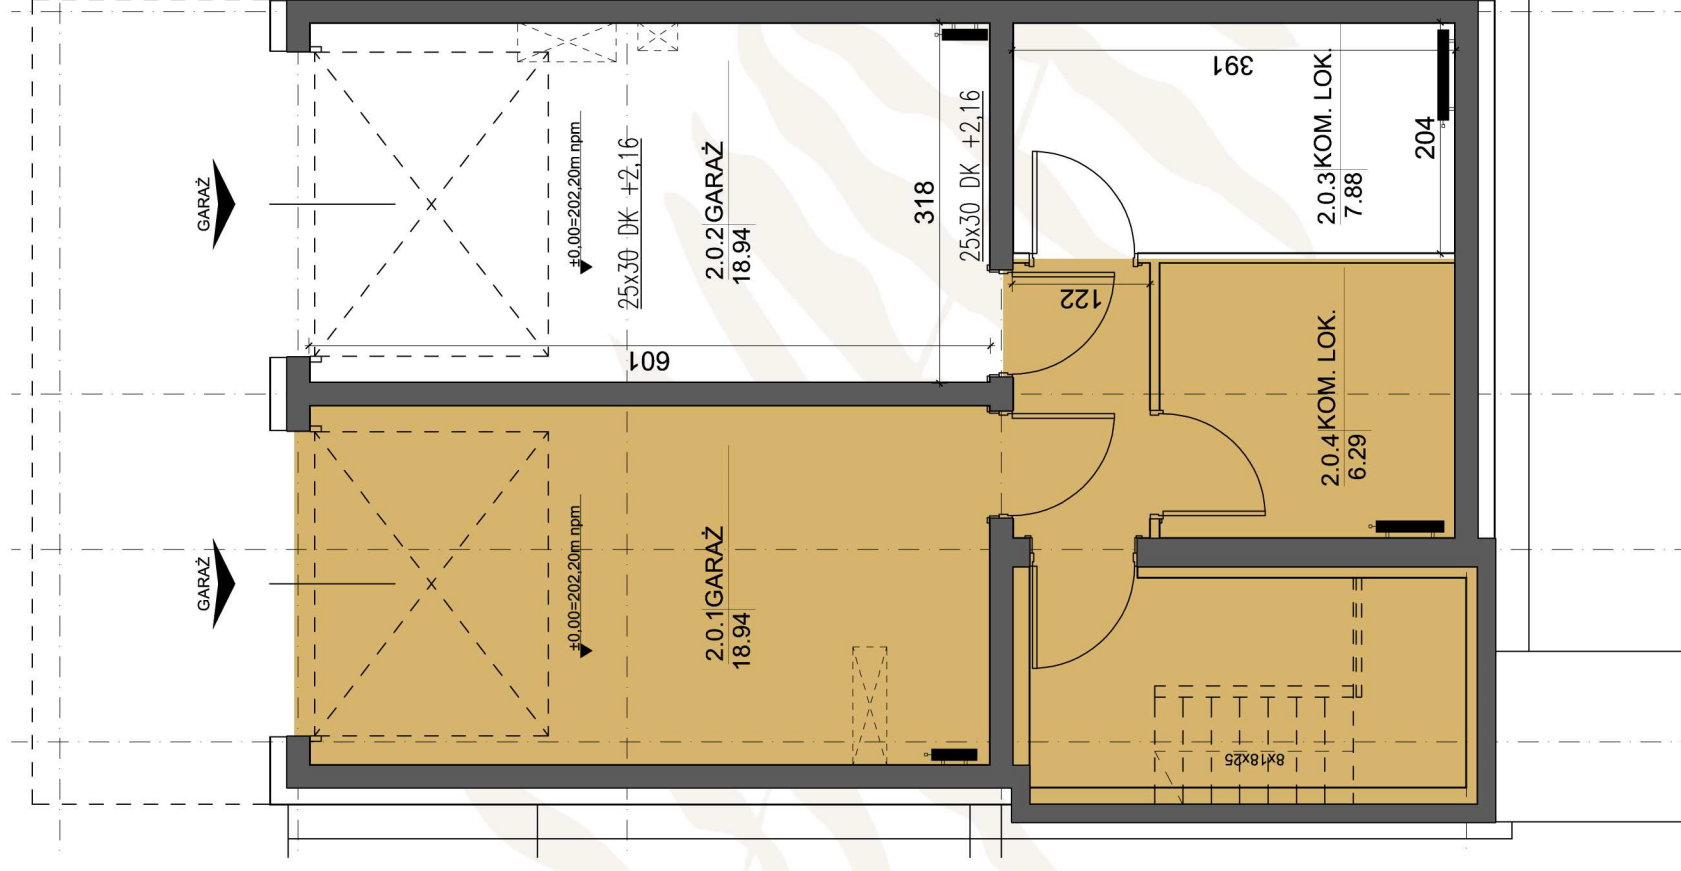 GARAŻ
±0,00=202,20m npm
25x30 DK +2,16
2.0.2 GARAŻ
18.94
318
25x30 DK +2,16
601
391
2.0.3 KOM. LOK.
7.88
204
122
2.0.4 KOM. LOK.
6.29
GARAŻ
±0,00=202,20m npm
2.0.1 GARAŻ
18.94
8x18x25